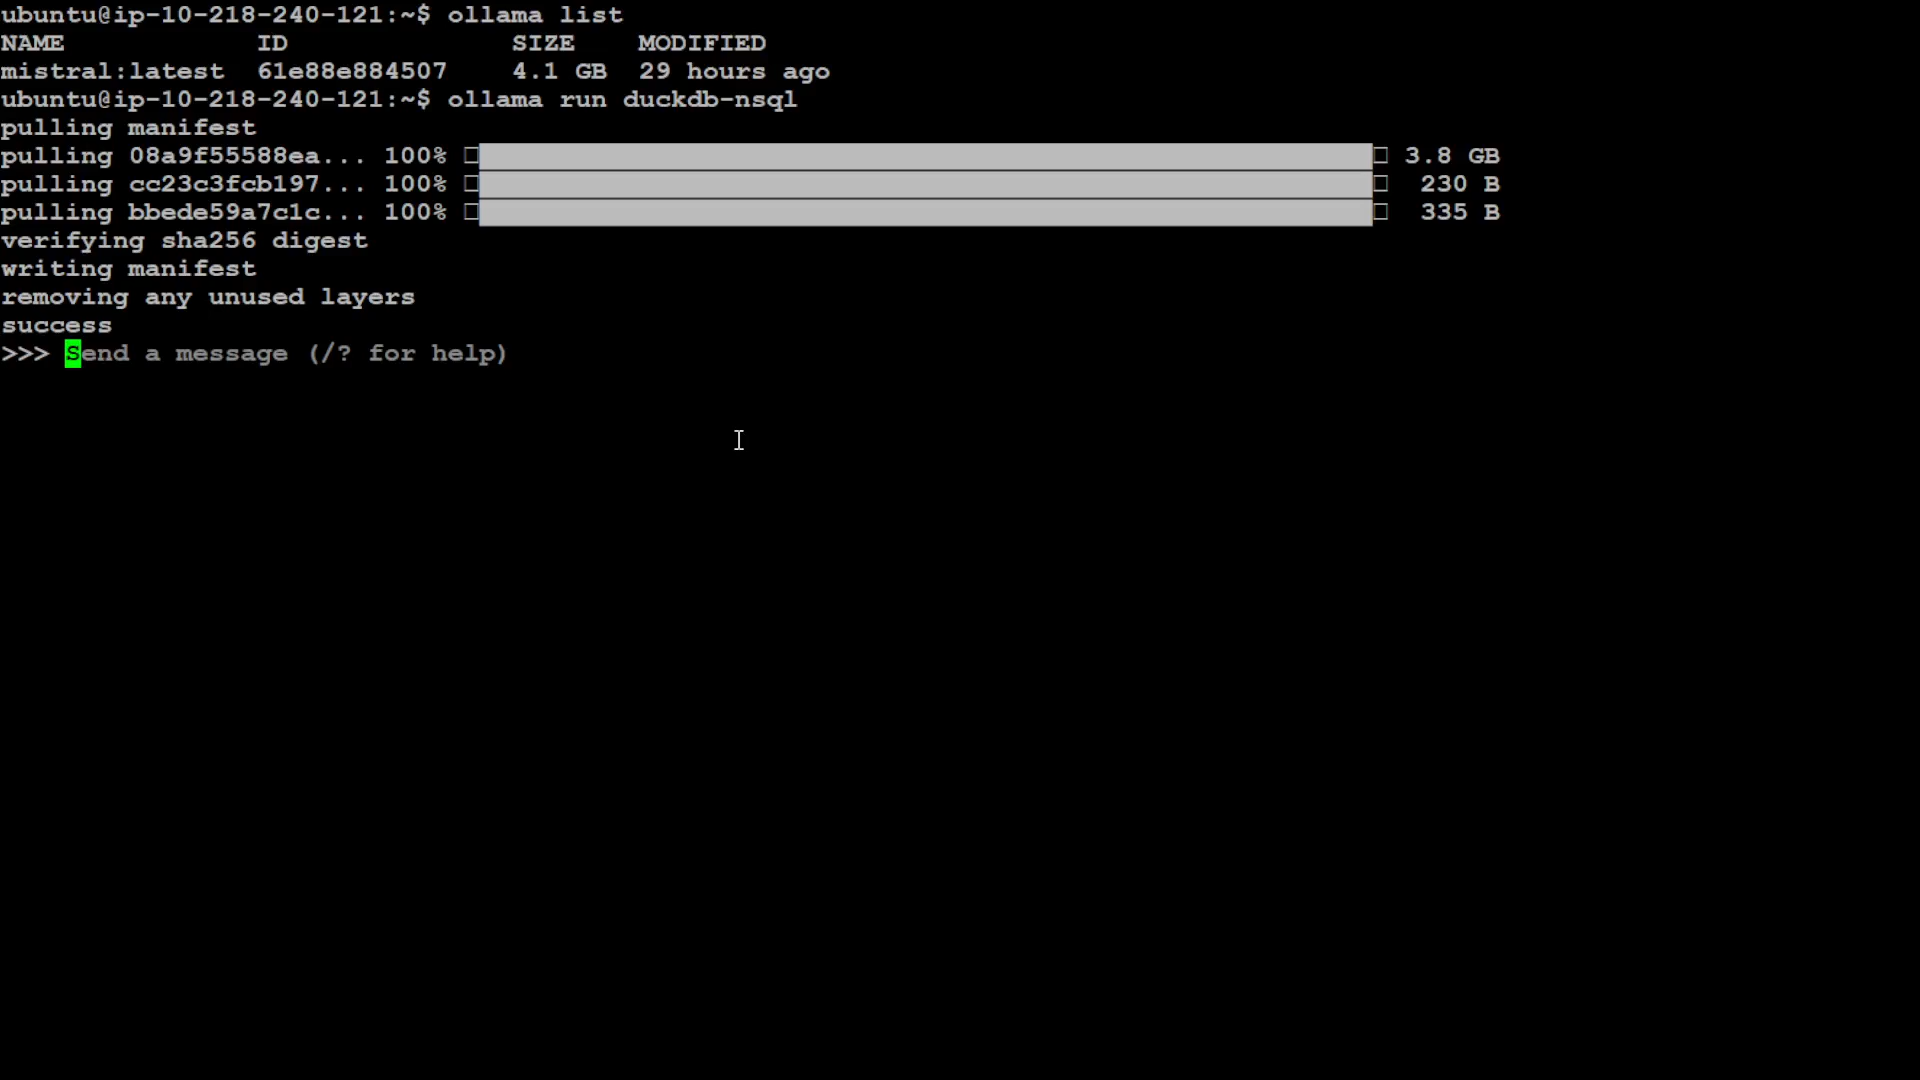 ubuntu@ip-10-218-240-121:~$ ollama list
NAME ID SIZE MODIFIED
mistral:latest 61e88e884507 4.1 GB 29 hours ago
ubuntu@ip-10-218-240-121:~$ ollama run duckdb-nsql
pulling manifest
pulling 08a9f55588ea... 100% 3.8 GB
pulling cc23c3fcb197... 100% 230 B
pulling bbede59a7c1c... 100% 335 B
verifying sha256 digest
writing manifest
removing any unused layers
success
>>> Send a message (/? for help)